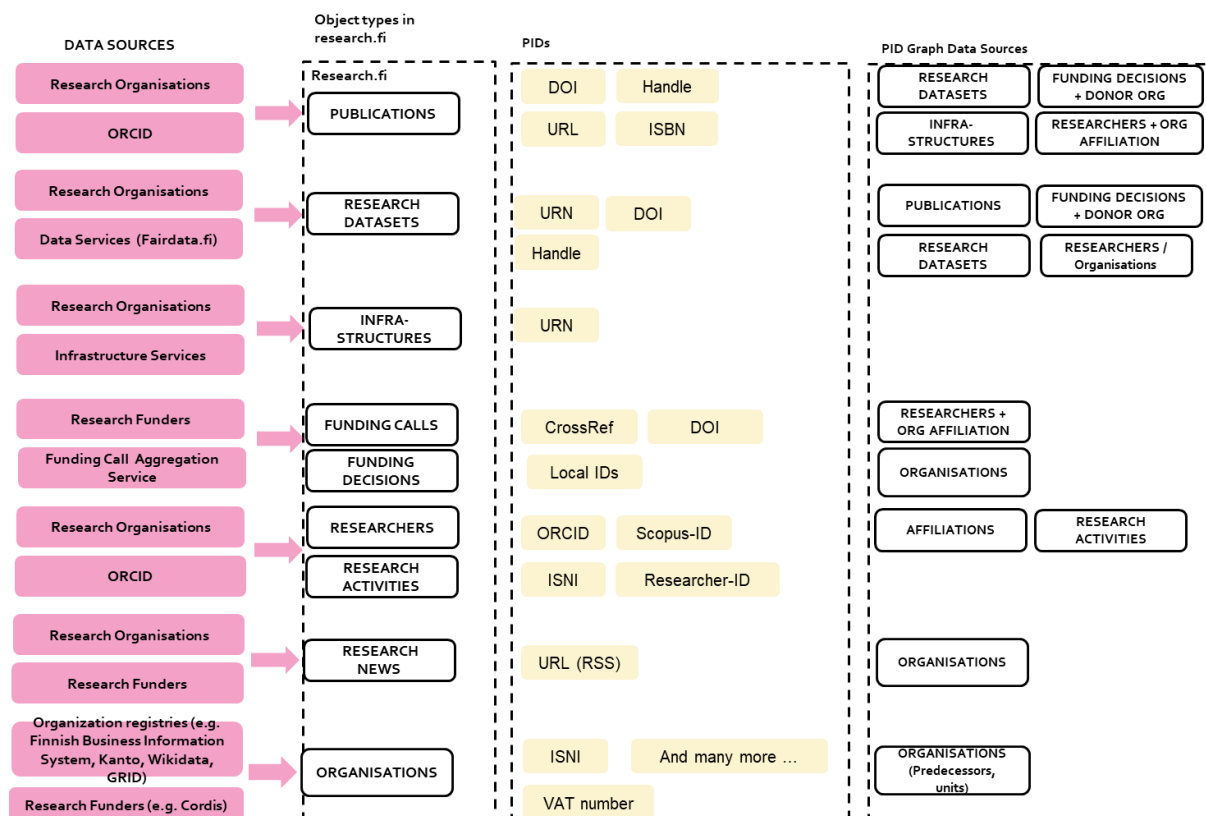 DATA SOURCES
Object types in
research.fi
PIDs
PID Graph Data Sources
Research.fi
Research Organisations
ORCID
PUBLICATIONS
DOI
Handle
URL
ISBN
RESEARCH
DATASETS
FUNDING DECISIONS
+ DONOR ORG
INFRA-
STRUCTURES
RESEARCHERS + ORG
AFFILIATION
Research Organisations
Data Services (Fairdata.fi)
RESEARCH
DATASETS
URN
DOI
Handle
PUBLICATIONS
FUNDING DECISIONS
+ DONOR ORG
RESEARCH
DATASETS
RESEARCHERS /
Organisations
Research Organisations
Infrastructure Services
INFRA-
STRUCTURES
URN
Research Funders
Funding Call Aggregation
Service
FUNDING CALLS
FUNDING
DECISIONS
CrossRef
DOI
Local IDs
RESEARCHERS +
ORG AFFILIATION
ORGANISATIONS
Research Organisations
ORCID
RESEARCHERS
RESEARCH
ACTIVITIES
ORCID
Scopus-ID
ISNI
Researcher-ID
AFFILIATIONS
RESEARCH
ACTIVITIES
Research Organisations
Research Funders
RESEARCH
NEWS
URL (RSS)
ORGANISATIONS
Organization registries (e.g.
Finnish Business Information
System, Kanto, Wikidata,
GRID)
Research Funders (e.g. Cordis)
ORGANISATIONS
ISNI
And many more ...
VAT number
ORGANISATIONS
(Predecessors,
units)